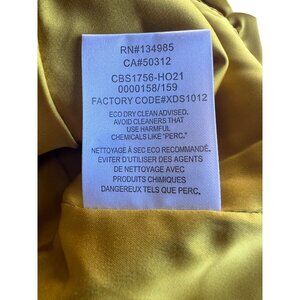 RN#134985
CA#50312
CBS1756-HO21
0000158/159
FACTORY CODE#XDS1012
ECO DRY CLEAN ADVISED.
AVOID CLEANERS THAT
USE HARMFUL
CHEMICALS LIKE "PERC."
NETTOYAGE À SEC ECO RECOMMANDÉ.
EVITER D'UTILISER DES AGENTS
DE NETTOYAGE AVEC
PRODUITS CHIMIQUES
DANGEREUX TELS QUE PERC.